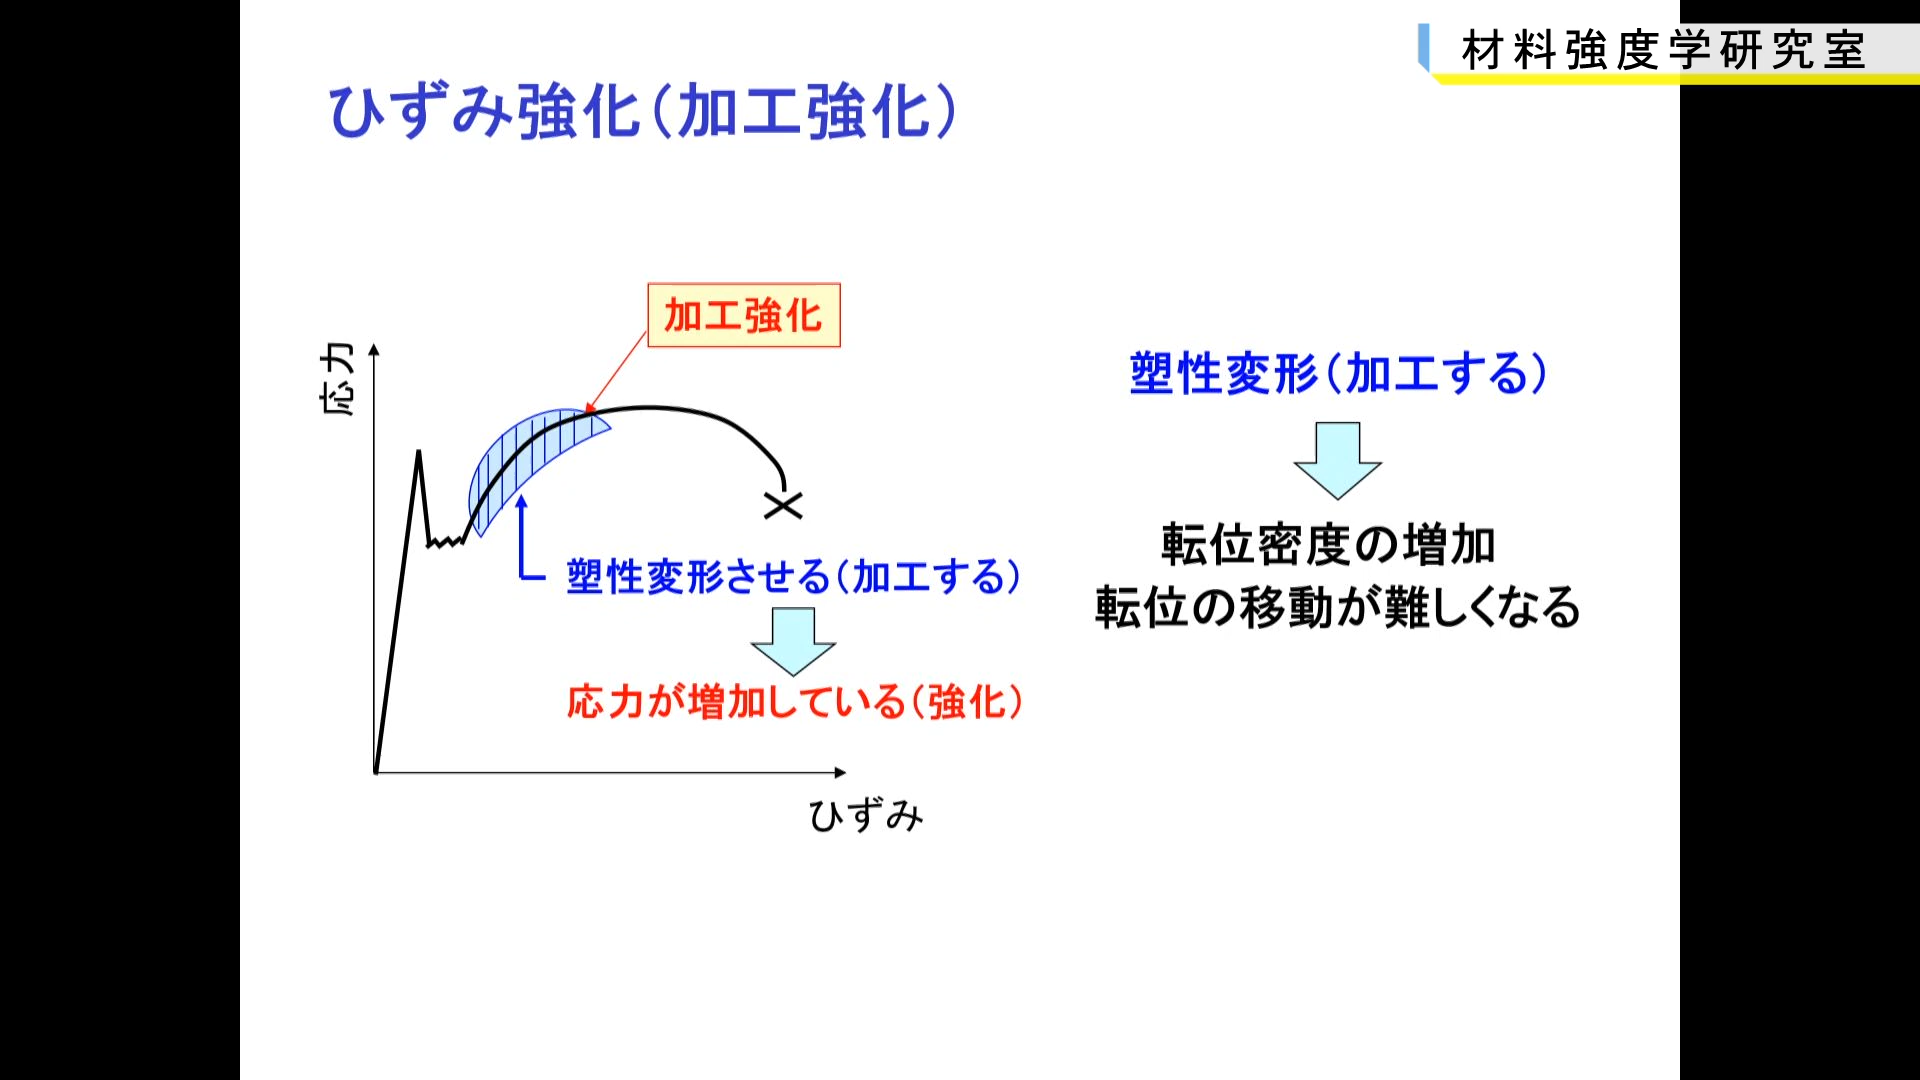 材料強度学研究室
ひずみ強化(加工強化)
加工強化
応力
塑性変形させる(加工する)
応力が増加している(強化)
ひずみ
塑性変形(加工する)
転位密度の増加
転位の移動が難しくなる